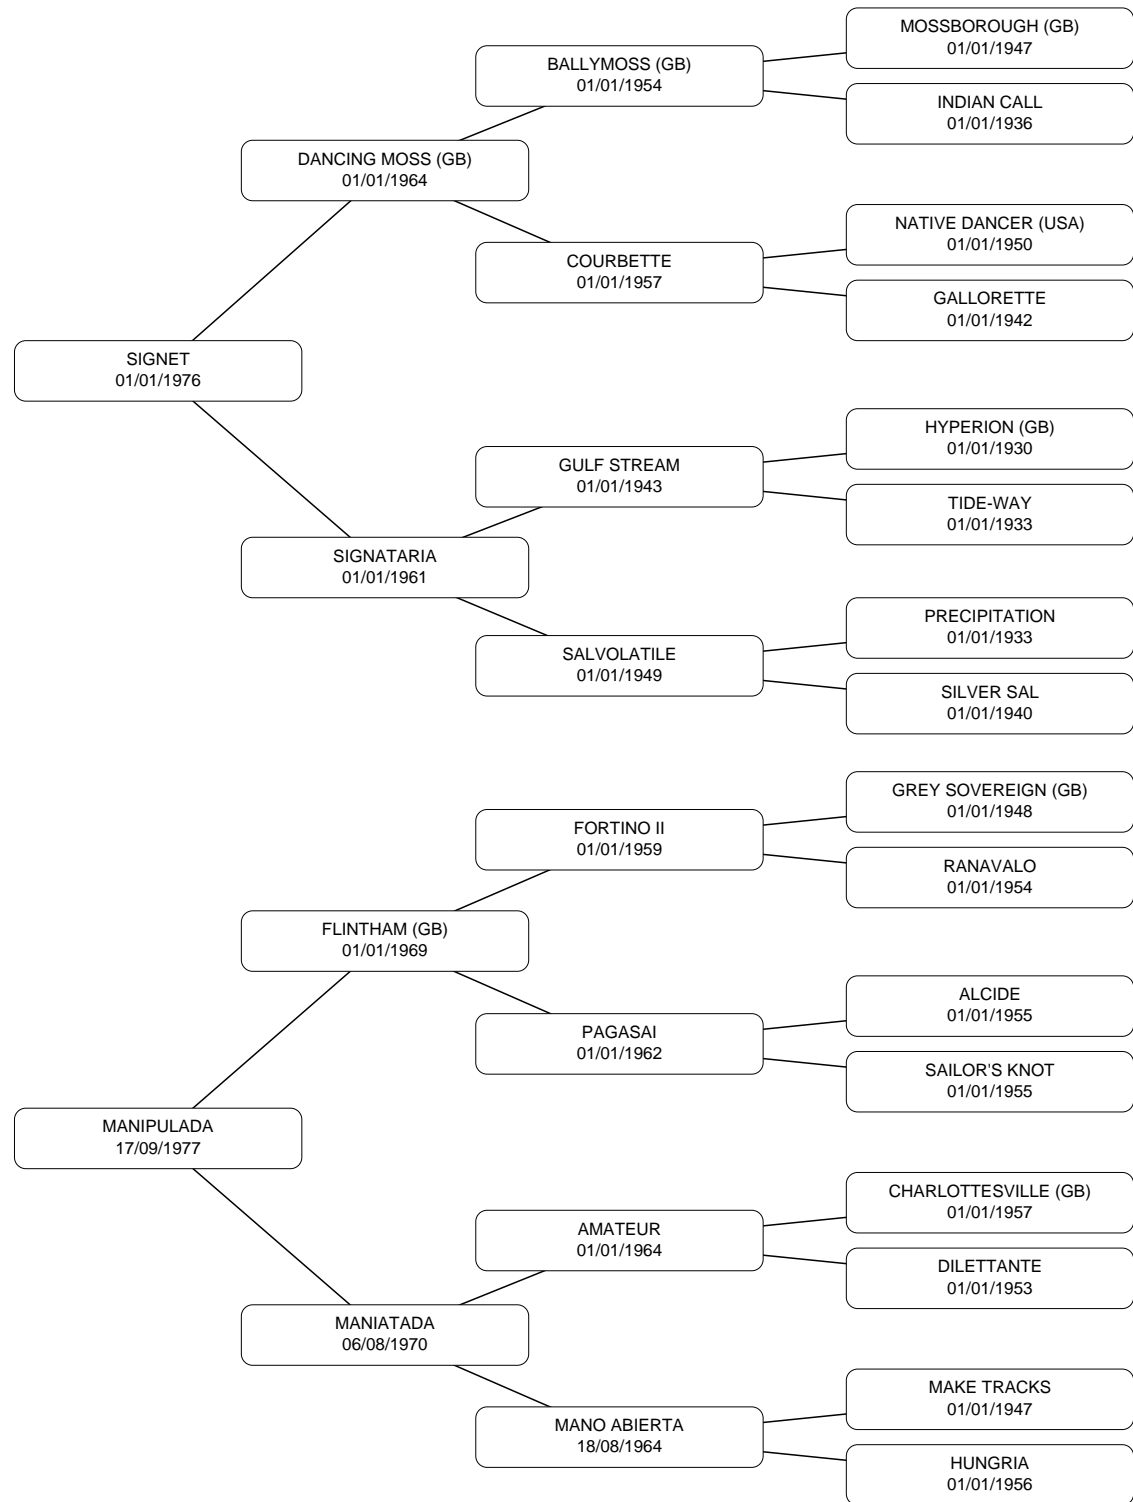 MOSSBOROUGH (GB)
01/01/1947
BALLYMOSS (GB)
01/01/1954
INDIAN CALL
01/01/1936
DANCING MOSS (GB)
01/01/1964
NATIVE DANCER (USA)
01/01/1950
COURBETTE
01/01/1957
GALLORETTE
01/01/1942
SIGNET
01/01/1976
HYPERION (GB)
01/01/1930
GULF STREAM
01/01/1943
TIDE-WAY
01/01/1933
SIGNATARIA
01/01/1961
PRECIPITATION
01/01/1933
SALVOLATILE
01/01/1949
SILVER SAL
01/01/1940
GREY SOVEREIGN (GB)
01/01/1948
FORTINO II
01/01/1959
RANAVALO
01/01/1954
FLINTHAM (GB)
01/01/1969
ALCIDE
01/01/1955
PAGASAI
01/01/1962
SAILOR'S KNOT
01/01/1955
MANIPULADA
17/09/1977
CHARLOTTESVILLE (GB)
01/01/1957
AMATEUR
01/01/1964
DILETTANTE
01/01/1953
MANIATADA
06/08/1970
MAKE TRACKS
01/01/1947
MANO ABIERTA
18/08/1964
HUNGRIA
01/01/1956